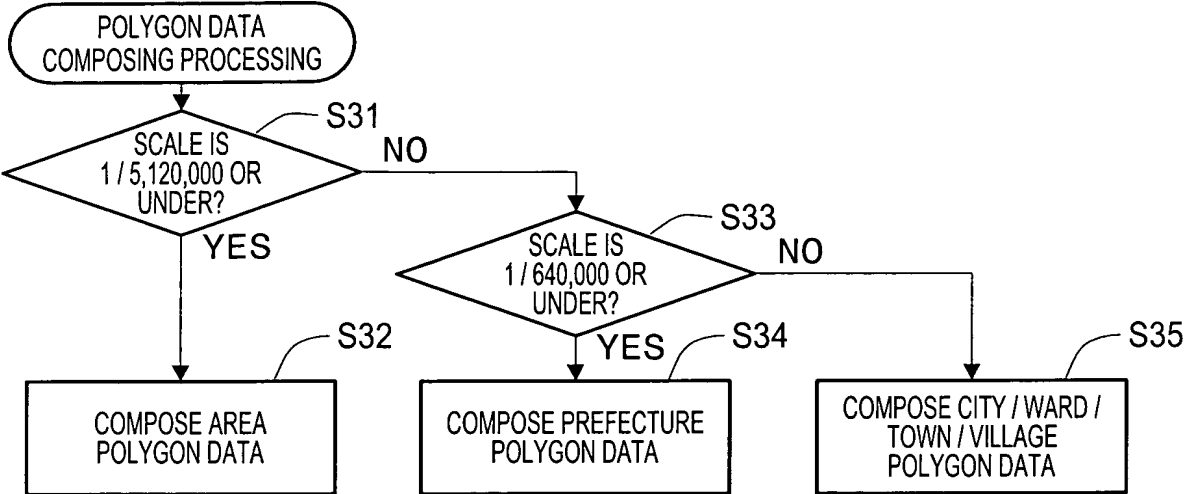 POLYGON DATA
COMPOSING PROCESSING
S31
SCALE IS
1 / 5,120,000 OR
UNDER?
NO
YES
S33
SCALE IS
1 / 640,000 OR
UNDER?
NO
YES
S32
COMPOSE AREA
POLYGON DATA
S34
COMPOSE PREFECTURE
POLYGON DATA
S35
COMPOSE CITY / WARD /
TOWN / VILLAGE
POLYGON DATA